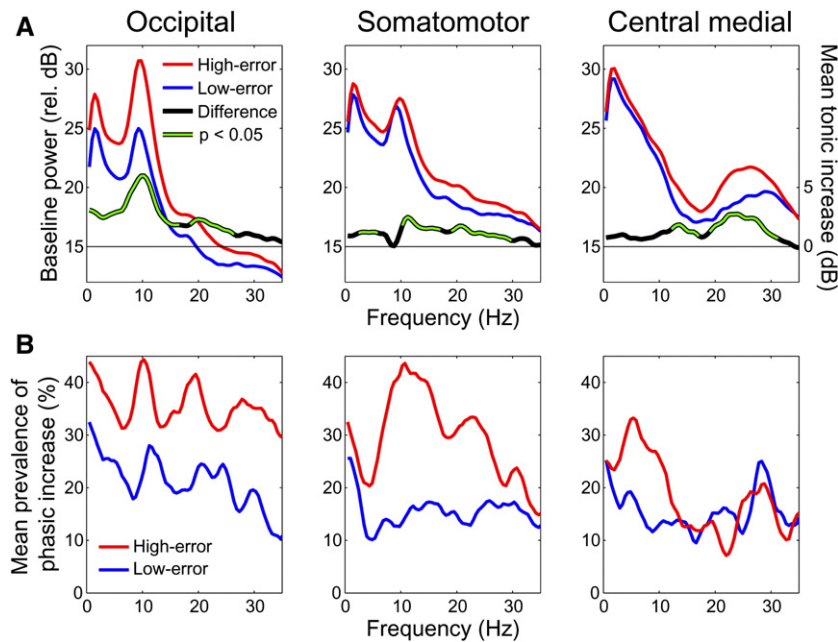 A
Occipital
Somatomotor
Central medial
Baseline power (rel. dB)
30
25
20
15
High-error
Low-error
Difference
p < 0.05
0 10 20 30
30
25
20
15
0 10 20 30
Frequency (Hz)
30
25
20
15
0 10 20 30
5
0
Mean tonic increase (dB)
B
Mean prevalence of
phasic increase (%)
40
30
20
10
0
High-error
Low-error
0 10 20 30
40
30
20
10
0
0 10 20 30
Frequency (Hz)
40
30
20
10
0
0 10 20 30